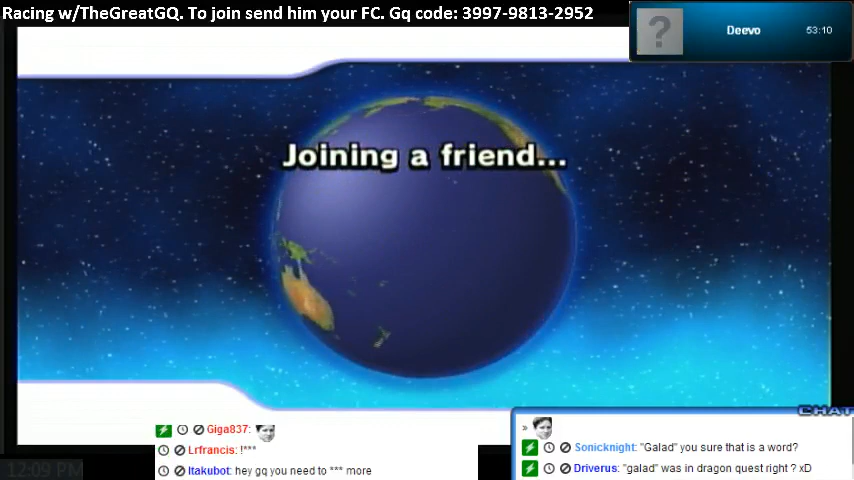 Racing w/TheGreatGQ. To join send him your FC. Gq code: 3997-9813-2952
?
Deevo
53:10
Joining a friend...
CHAT
Giga837:
Lrfrancis: !***
Itakubot: hey gq you need to *** more
»
Sonicknight: "Galad" you sure that is a word?
Driverus: "galad" was in dragon quest right ? xD
12:09 PM